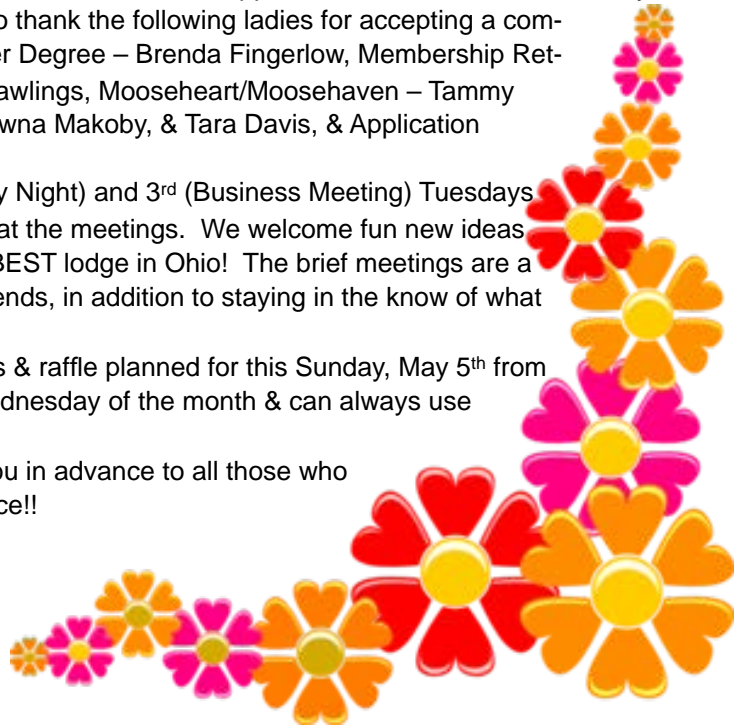 o thank the following ladies for accepting a com-
er Degree – Brenda Fingerlow, Membership Ret-
awlings, Mooseheart/Moosehaven – Tammy
wna Makoby, & Tara Davis, & Application
y Night) and 3rd (Business Meeting) Tuesdays
at the meetings.  We welcome fun new ideas
BEST lodge in Ohio!  The brief meetings are a
ends, in addition to staying in the know of what
s & raffle planned for this Sunday, May 5th from
dnesday of the month & can always use
ou in advance to all those who
ce!!